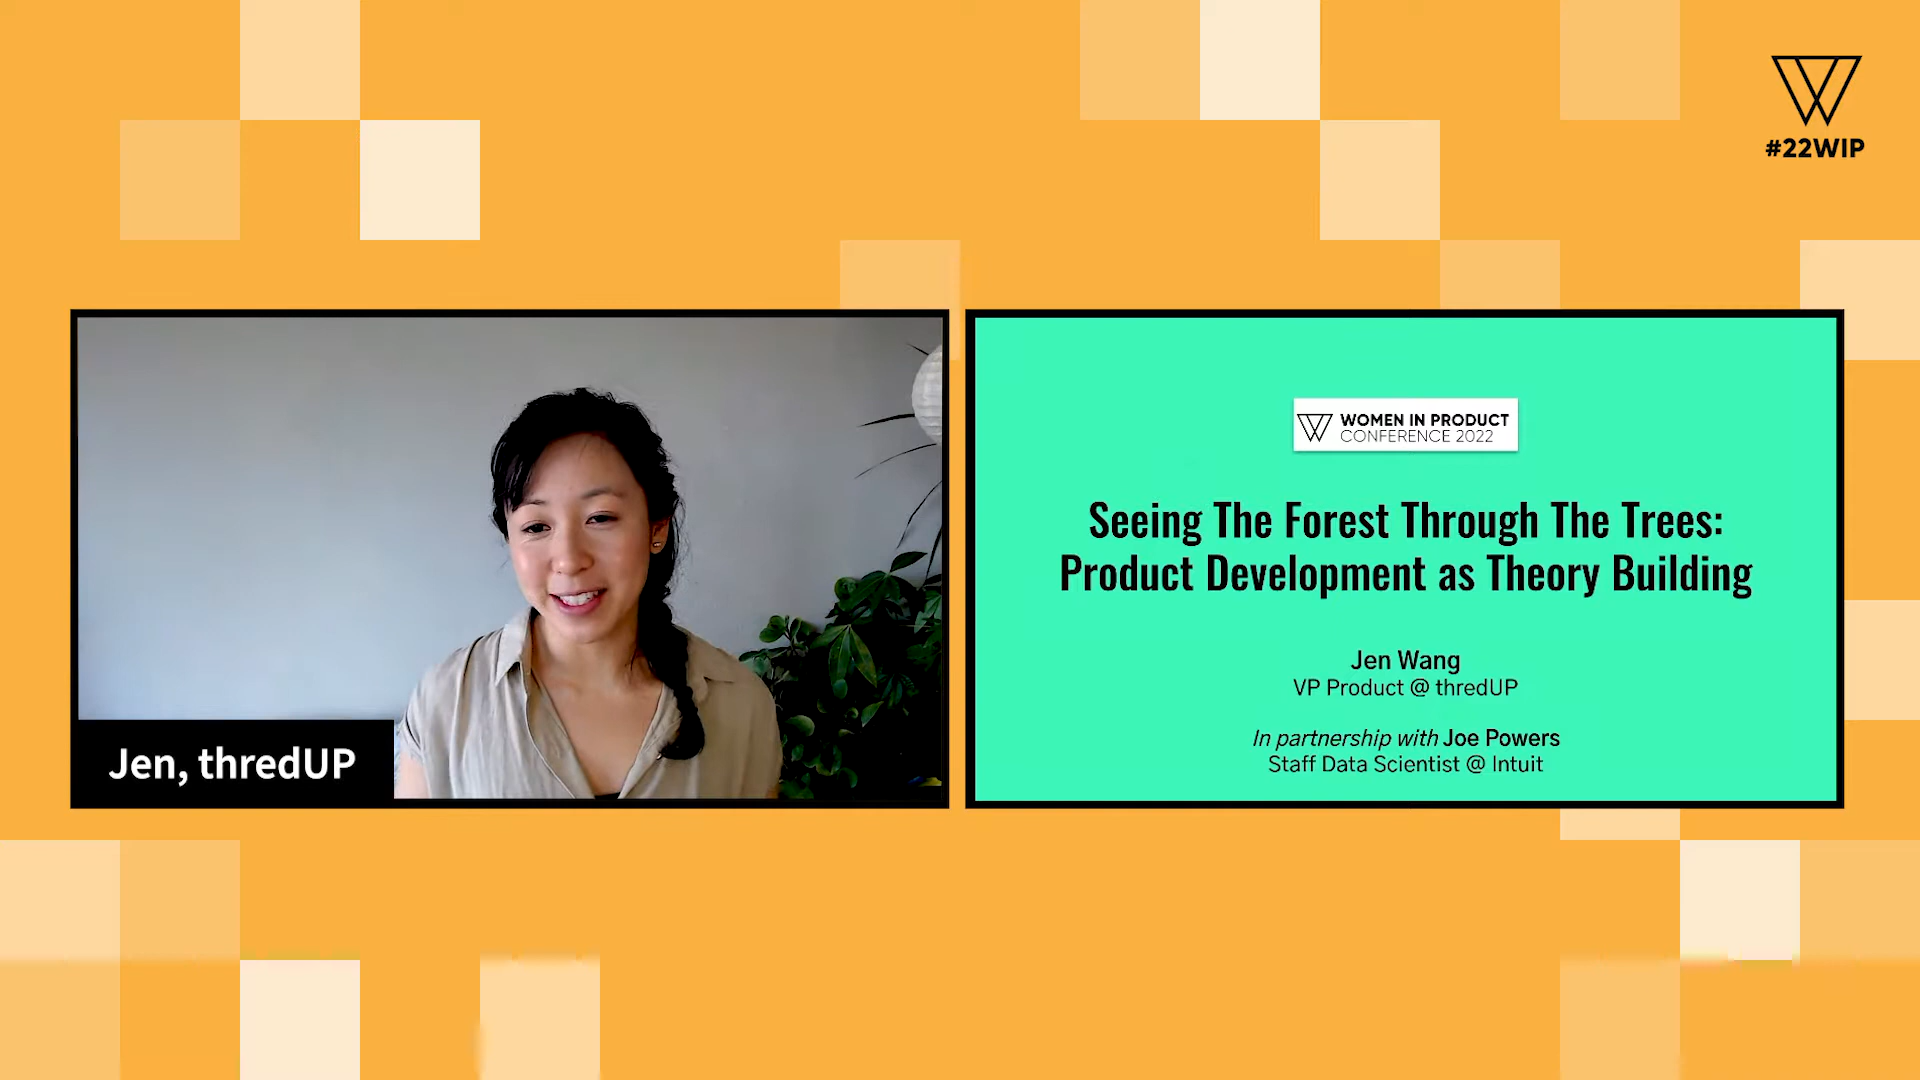 #22WIP
Jen, thredUP
WOMEN IN PRODUCT
CONFERENCE 2022
Seeing The Forest Through The Trees:
Product Development as Theory Building
Jen Wang
VP Product @ thredUP
In partnership with Joe Powers
Staff Data Scientist @ Intuit